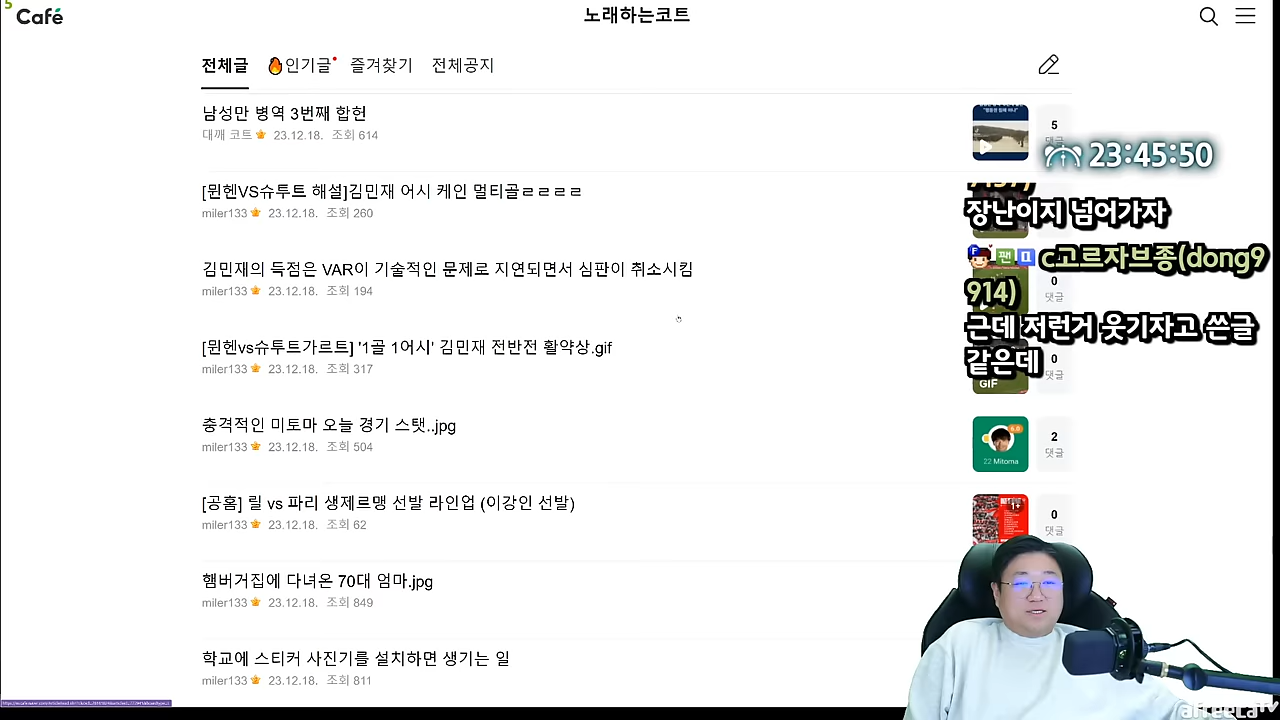 5
Café
노래하는코트
전체글
🔥인기글
즐겨찾기
전체공지
남성만 병역 3번째 합헌
대깨 코트 23.12.18. 조회 614
5
댓글
23:45:50
[뮌헨VS슈투트 해설]김민재 어시 케인 멀티골ㄹㄹㄹㄹ
miler133 23.12.18. 조회 260
장난이지 넘어가자
김민재의 득점은 VAR이 기술적인 문제로 지연되면서 심판이 취소시킴
miler133 23.12.18. 조회 194
0
댓글
c고르자브종(dong9
914)
근데 저런거 웃기자고 쓴글
같은데
[뮌헨vs슈투트가르트] '1골 1어시' 김민재 전반전 활약상.gif
miler133 23.12.18. 조회 317
GIF
0
댓글
충격적인 미토마 오늘 경기 스탯..jpg
miler133 23.12.18. 조회 504
6.0
22 Mitoma
2
댓글
[공홈] 릴 vs 파리 생제르맹 선발 라인업 (이강인 선발)
miler133 23.12.18. 조회 62
0
댓글
햄버거집에 다녀온 70대 엄마.jpg
miler133 23.12.18. 조회 849
학교에 스티커 사진기를 설치하면 생기는 일
miler133 23.12.18. 조회 811
afreecaTV